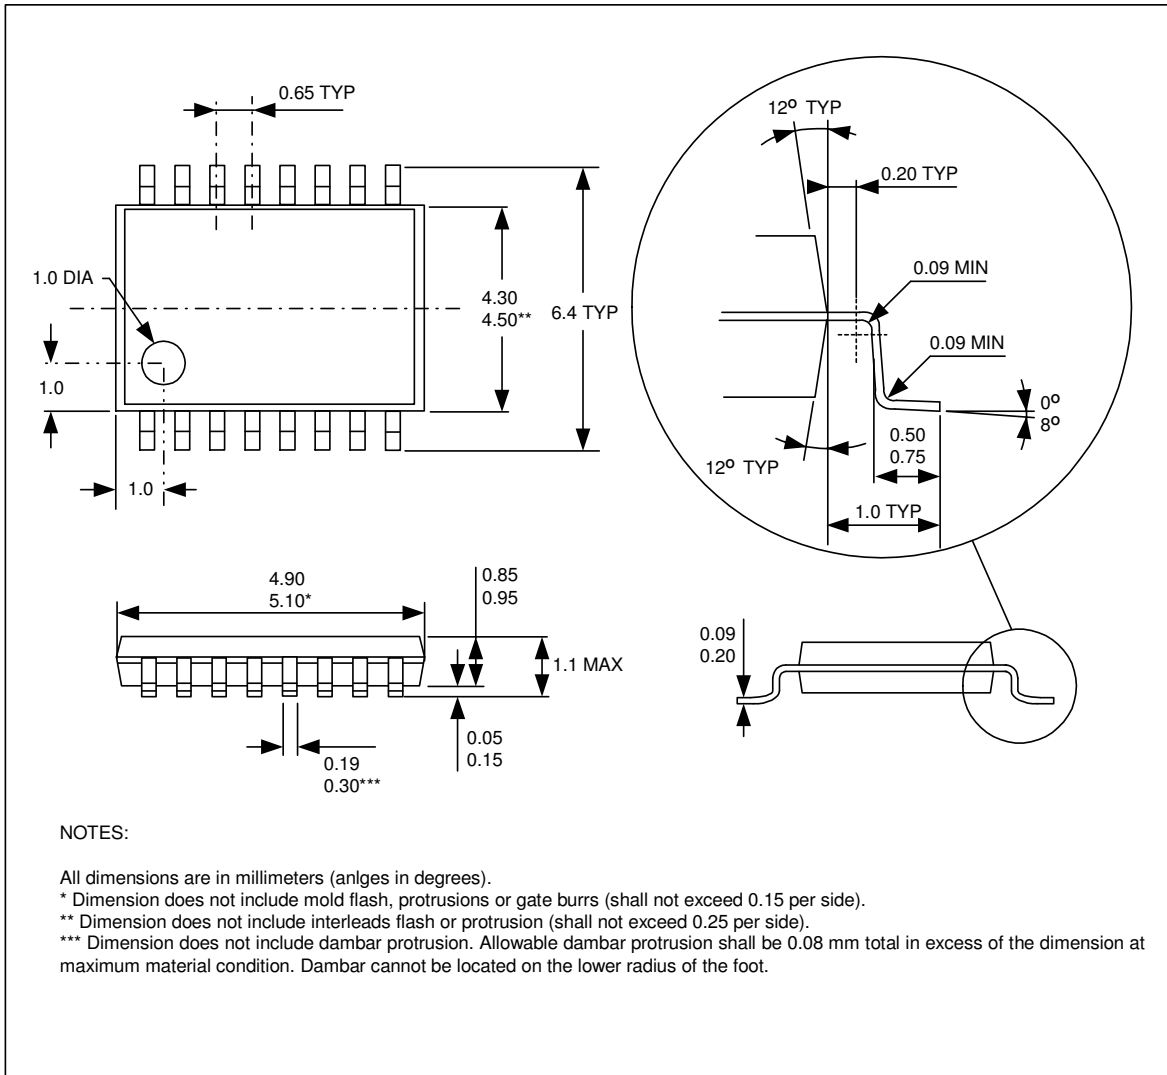 0.65 TYP
12º TYP
0.20 TYP
1.0 DIA
0.09 MIN
4.30
4.50**
6.4 TYP
0.09 MIN
1.0
0º
8º
0.50
0.75
12º TYP
1.0
1.0 TYP
4.90
5.10*
0.85
0.95
1.1 MAX
0.09
0.20
0.05
0.15
0.19
0.30***
NOTES:
All dimensions are in millimeters (anlges in degrees).
* Dimension does not include mold flash, protrusions or gate burrs (shall not exceed 0.15 per side).
** Dimension does not include interleads flash or protrusion (shall not exceed 0.25 per side).
*** Dimension does not include dambar protrusion. Allowable dambar protrusion shall be 0.08 mm total in excess of the dimension at
maximum material condition. Dambar cannot be located on the lower radius of the foot.